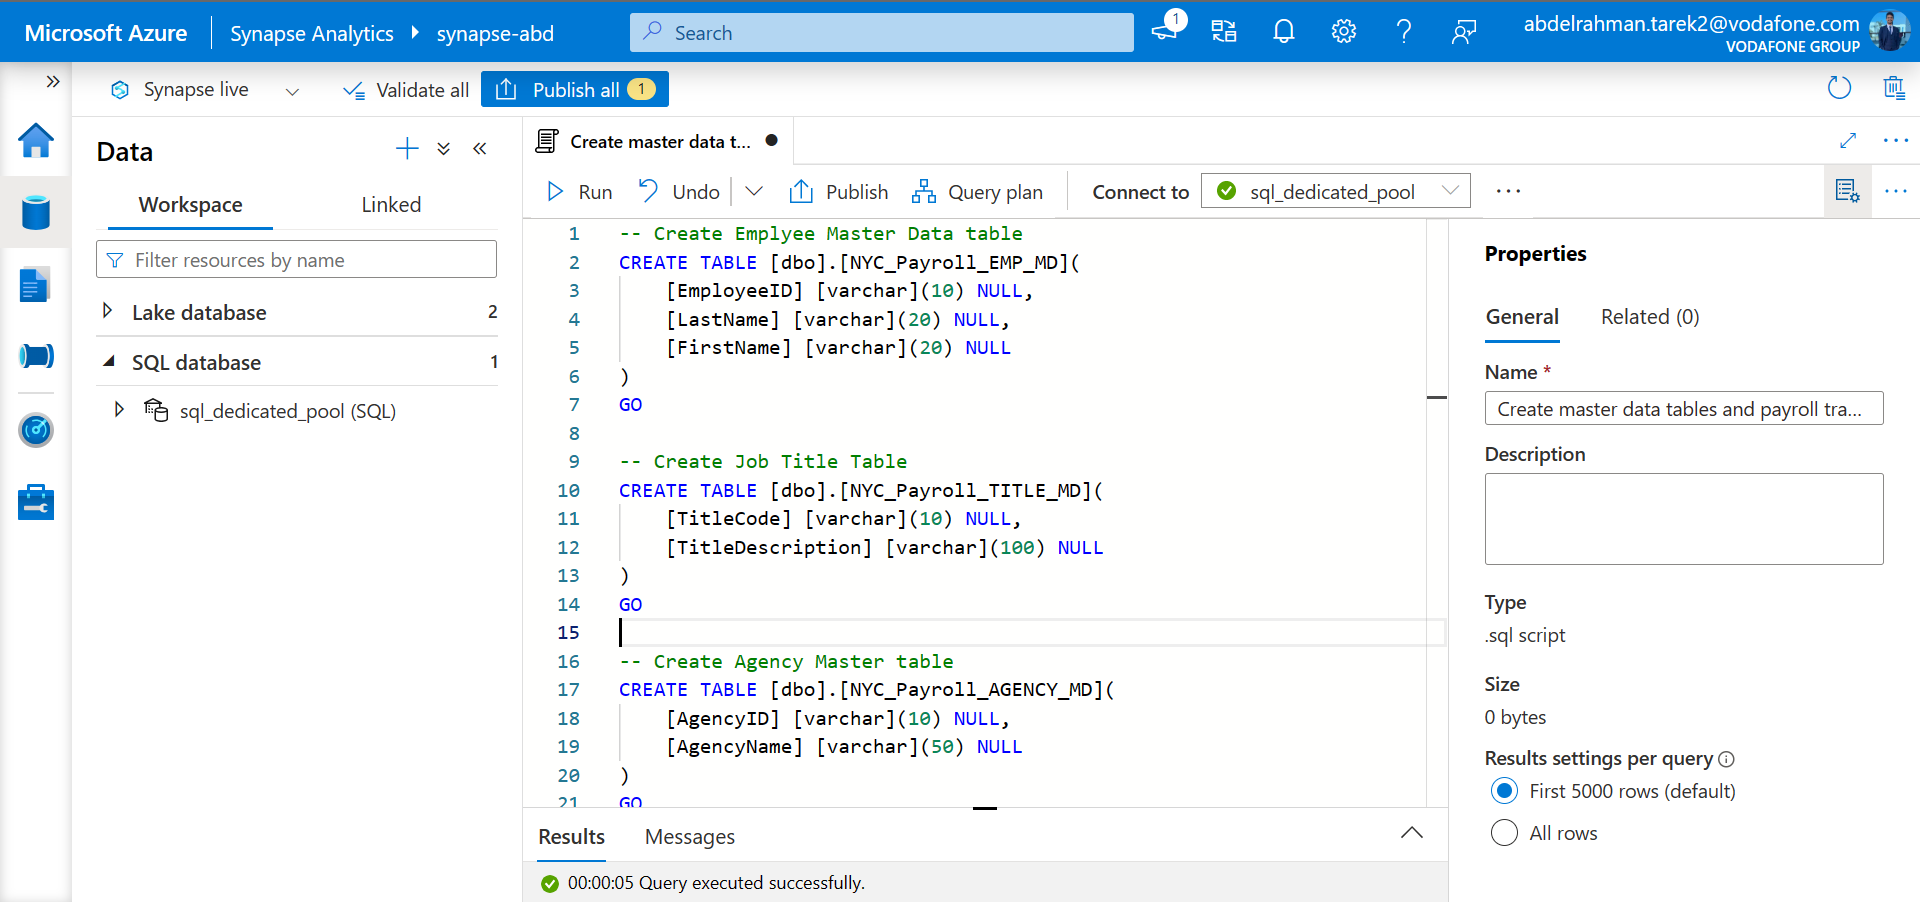 Microsoft Azure
Synapse Analytics
synapse-abd
Search
1
abdelrahman.tarek2@vodafone.com
VODAFONE GROUP
Synapse live
Validate all
Publish all 1
Data
Workspace
Linked
Filter resources by name
Lake database 2
SQL database 1
sql_dedicated_pool (SQL)
Create master data t...
Run
Undo
Publish
Query plan
Connect to
sql_dedicated_pool
1 -- Create Emplyee Master Data table
2 CREATE TABLE [dbo].[NYC_Payroll_EMP_MD](
3 [EmployeeID] [varchar](10) NULL,
4 [LastName] [varchar](20) NULL,
5 [FirstName] [varchar](20) NULL
6 )
7 GO
8
9 -- Create Job Title Table
10 CREATE TABLE [dbo].[NYC_Payroll_TITLE_MD](
11 [TitleCode] [varchar](10) NULL,
12 [TitleDescription] [varchar](100) NULL
13 )
14 GO
15
16 -- Create Agency Master table
17 CREATE TABLE [dbo].[NYC_Payroll_AGENCY_MD](
18 [AgencyID] [varchar](10) NULL,
19 [AgencyName] [varchar](50) NULL
20 )
21 GO
Results
Messages
00:00:05 Query executed successfully.
Properties
General
Related (0)
Name *
Create master data tables and payroll tra...
Description
Type
.sql script
Size
0 bytes
Results settings per query
First 5000 rows (default)
All rows